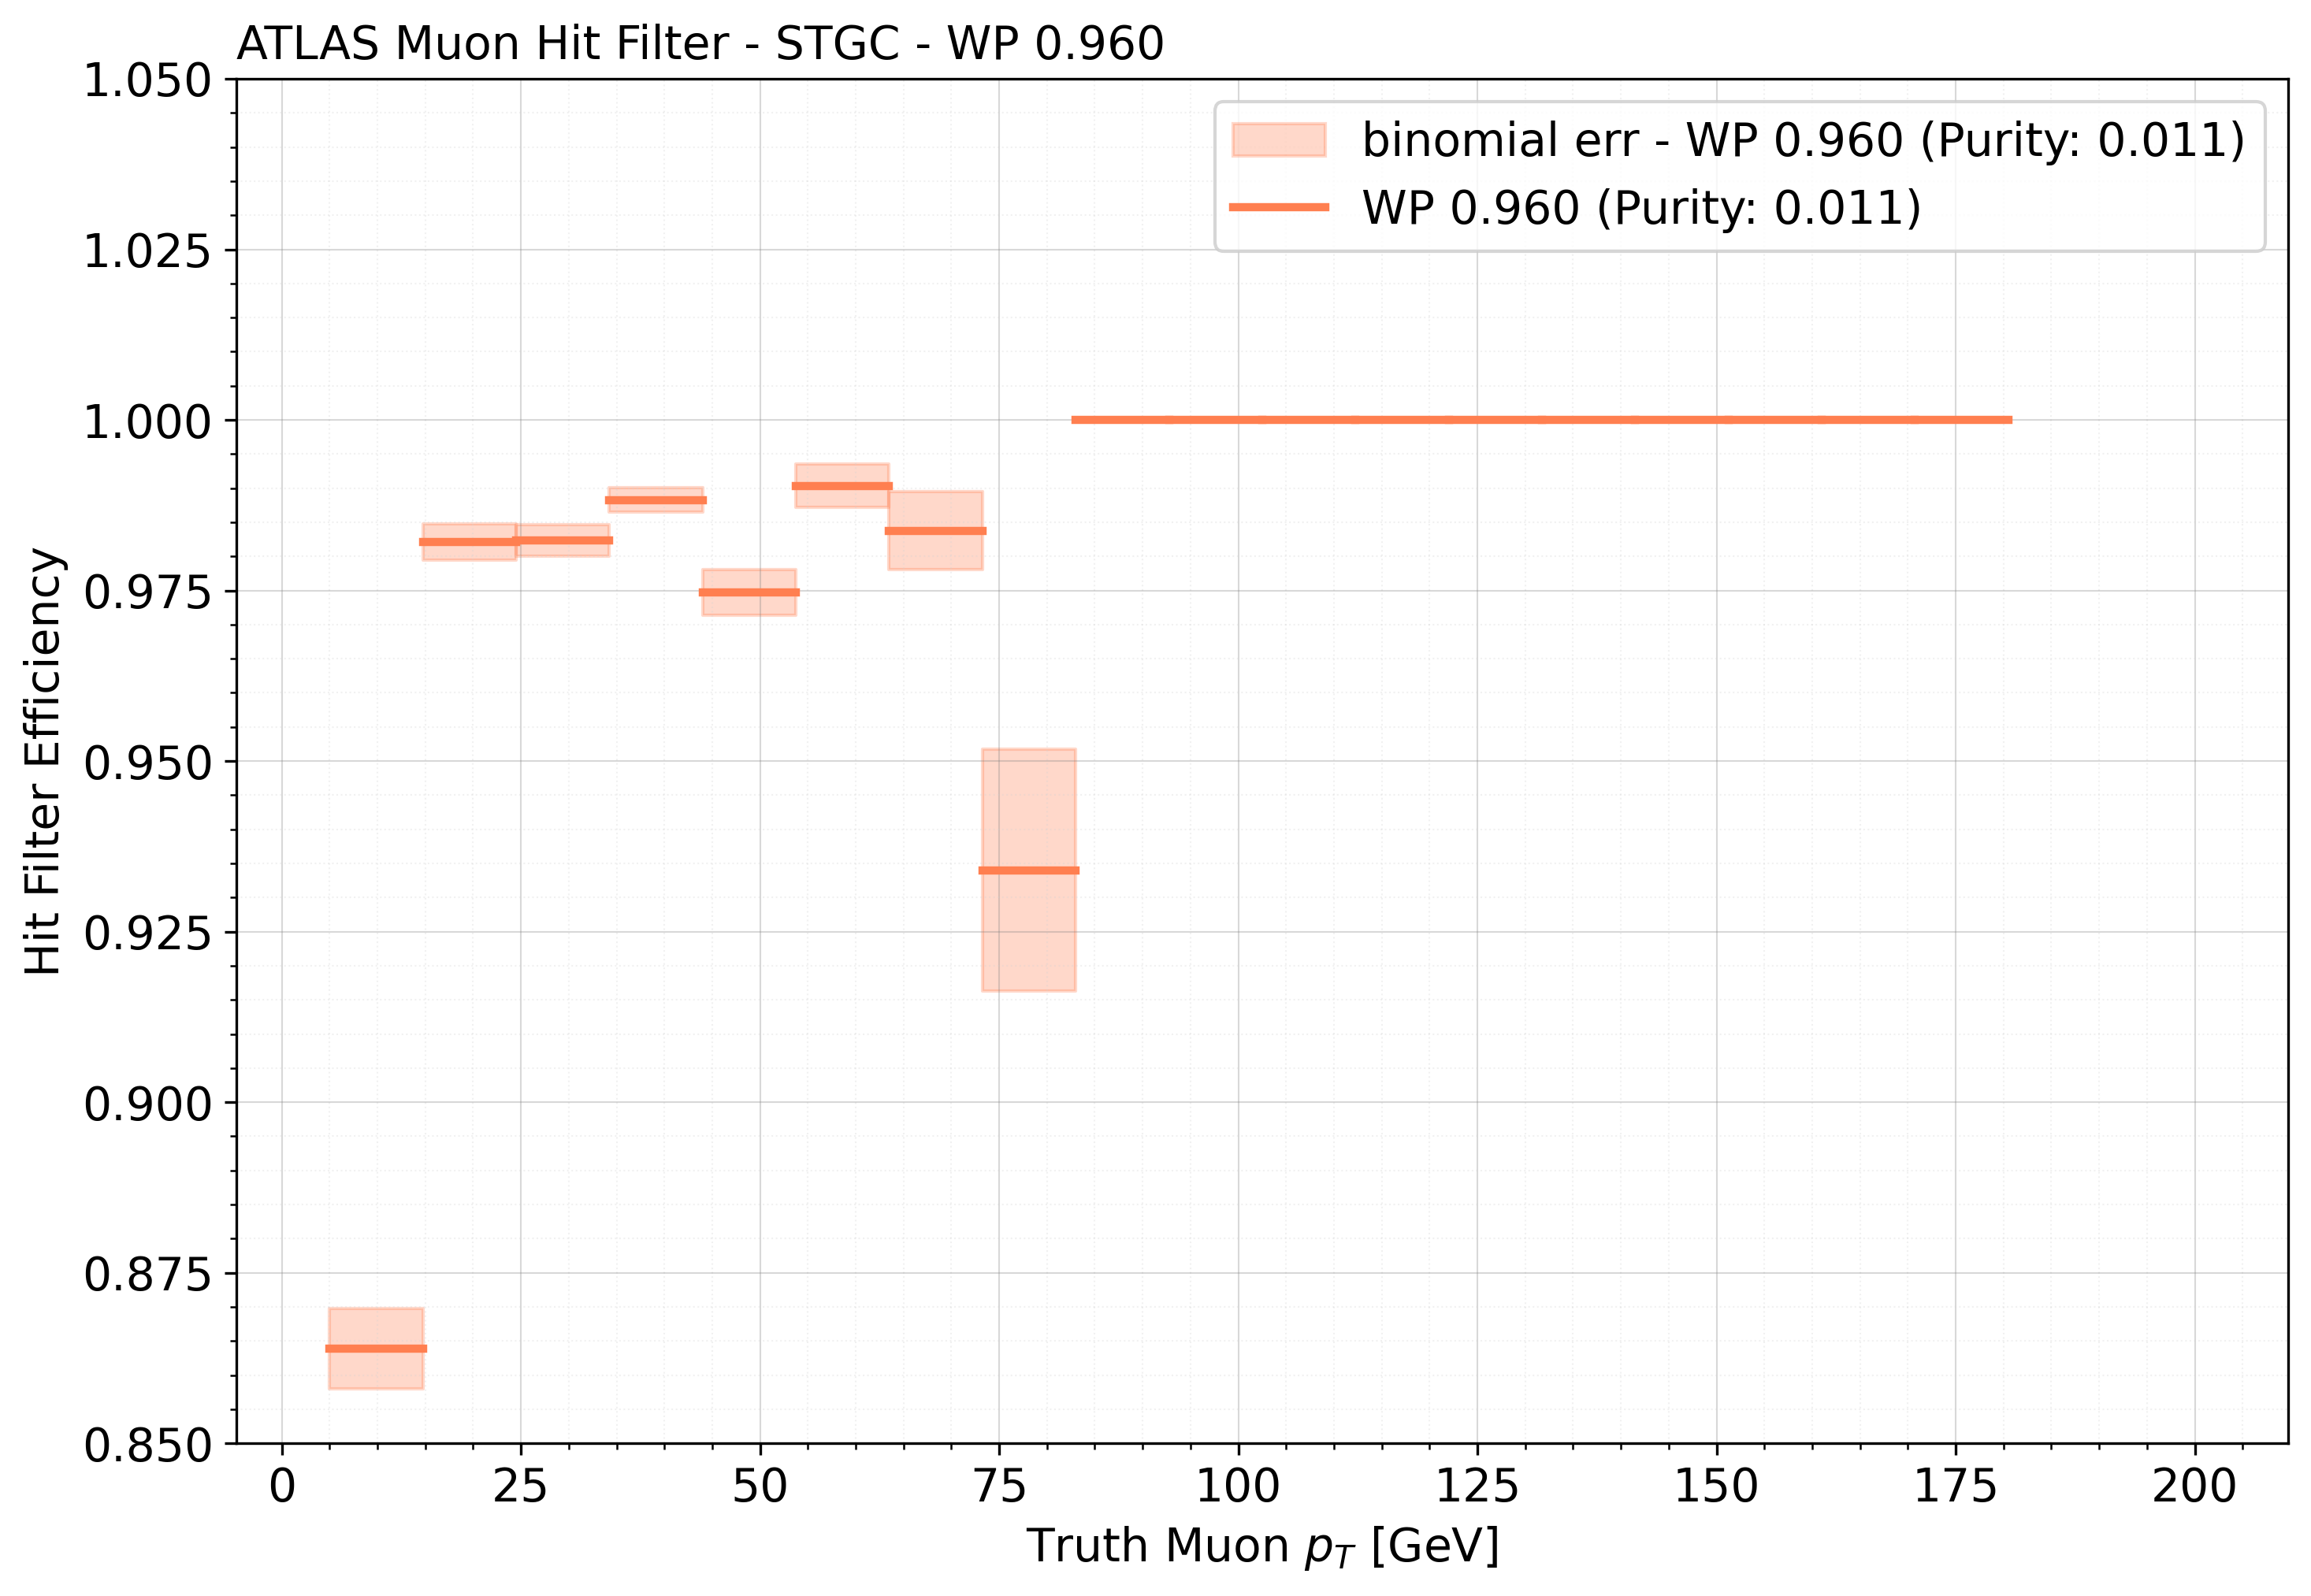 ATLAS Muon Hit Filter - STGC - WP 0.960
binomial err - WP 0.960 (Purity: 0.011)
WP 0.960 (Purity: 0.011)
Hit Filter Efficiency
1.050
1.025
1.000
0.975
0.950
0.925
0.900
0.875
0.850
0 25 50 75 100 125 150 175 200
Truth Muon p_T [GeV]